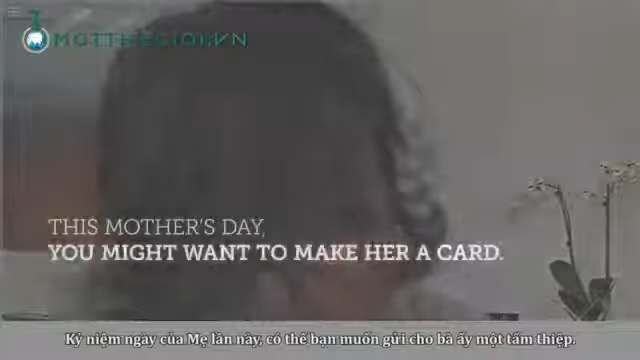 THIS MOTHER'S DAY,
YOU MIGHT WANT TO MAKE HER A CARD.
Kỷ niệm ngày của Mẹ lần này, có thể bạn muốn gửi cho bà ấy một tấm thiệp.